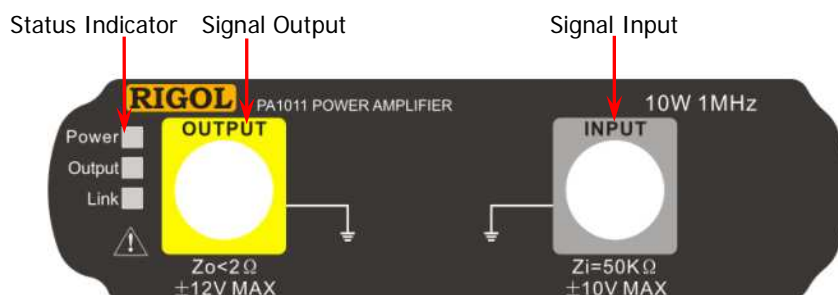 Status Indicator
Signal Output
Signal Input
RIGOL
PA1011 POWER AMPLIFIER
10W 1MHz
Power
Output
Link
OUTPUT
INPUT
Zo<2Ω
±12V MAX
Zi=50KΩ
±10V MAX